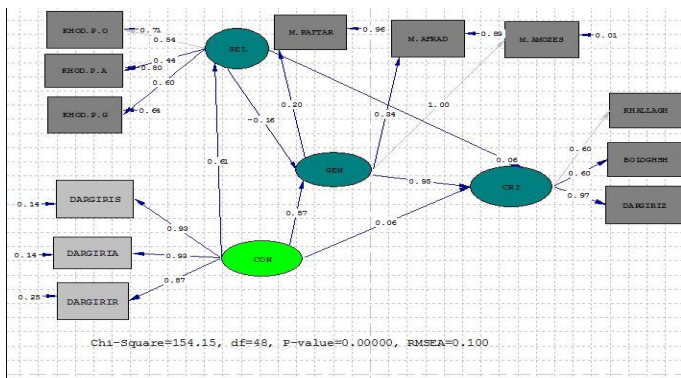 KHOD.P.O
0.71
0.54
SEL
M.RAFTAR
0.96
M.AFRAD
0.89
M.AMOZES
0.01
KHOD.P.A
0.80
0.44
KHOD.P.G
0.64
0.60
-0.16
0.20
0.34
1.00
KHALLAGH
0.60
BOLOGHSH
0.60
DARGIRIZ
0.97
0.61
GEN
0.06
0.95
CRI
0.14
DARGIRIS
0.93
0.57
0.06
0.14
DARGIRIA
0.93
CON
0.25
DARGIRIR
0.87
Chi-Square=154.15, df=48, P-value=0.00000, RMSEA=0.100